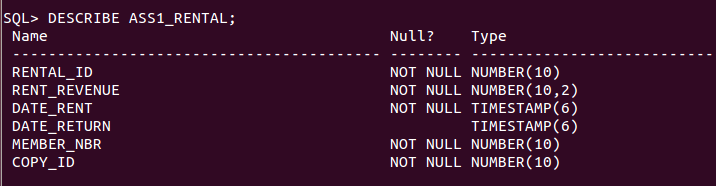 SQL> DESCRIBE ASS1_RENTAL;
Name Null? Type
----------------------------------------- -------- ----------------------------
RENTAL_ID NOT NULL NUMBER(10)
RENT_REVENUE NOT NULL NUMBER(10,2)
DATE_RENT NOT NULL TIMESTAMP(6)
DATE_RETURN TIMESTAMP(6)
MEMBER_NBR NOT NULL NUMBER(10)
COPY_ID NOT NULL NUMBER(10)